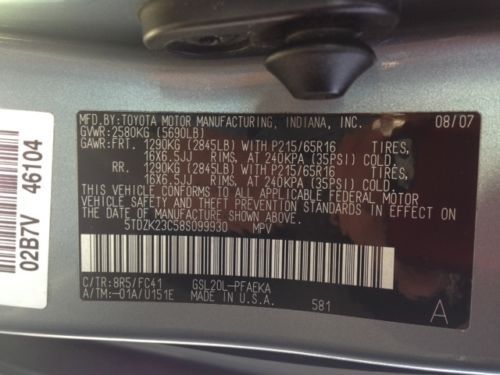 MFD.BY:TOYOTA MOTOR MANUFACTURING, INDIANA, INC. 08/07
GVWR:2580KG (5690LB)
GAWR:FRT. 1290KG (2845LB) WITH P215/65R16 TIRES,
16X6.5JJ RIMS, AT 240KPA (35PSI) COLD.
RR. 1290KG (2845LB) WITH P215/65R16 TIRES,
16X6.5JJ RIMS, AT 240KPA (35PSI) COLD.
THIS VEHICLE CONFORMS TO ALL APPLICABLE FEDERAL MOTOR
VEHICLE SAFETY, AND THEFT PREVENTION STANDARDS IN EFFECT
ON THE DATE OF MANUFACTURE SHOWN ABOVE.
5TDZK23C58S099930 MPV
C/TR:8R5/FC41 GSL20L-PFAEKA
A/TM:-01A/U151E MADE IN U.S.A. 581
A
02B7V 46104